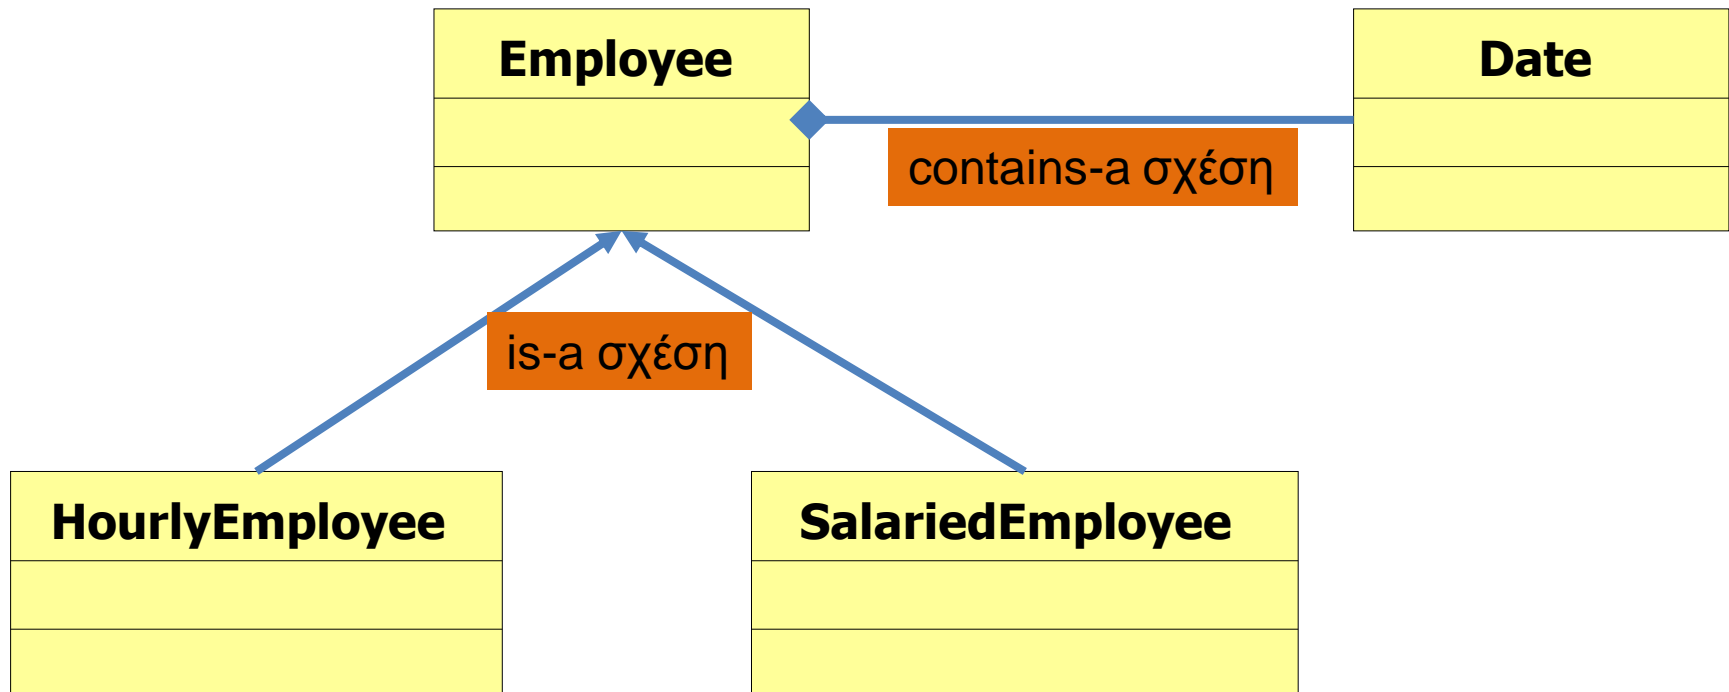 Employee
Date
contains-a σχέση
is-a σχέση
HourlyEmployee
SalariedEmployee